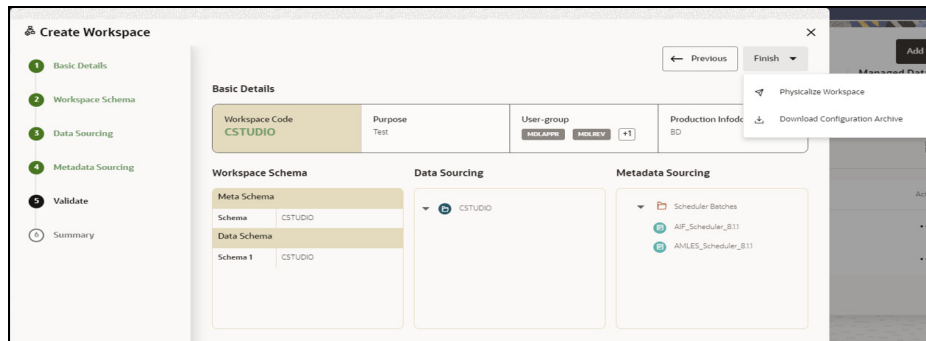 Create Workspace
Add
Previous
Finish
Managed Data
Physicalize Workspace
Download Configuration Archive
1 Basic Details
2 Workspace Schema
3 Data Sourcing
4 Metadata Sourcing
5 Validate
6 Summary
Basic Details
Workspace Code
CSTUDIO
Purpose
Test
User-group
MDLAPPR MDLREV +1
Production Infodo
BD
Workspace Schema
Meta Schema
Schema CSTUDIO
Data Schema
Schema 1 CSTUDIO
Data Sourcing
CSTUDIO
Metadata Sourcing
Scheduler Batches
AIF_Scheduler_8.1.1
AMLES_Scheduler_8.1.1
Act